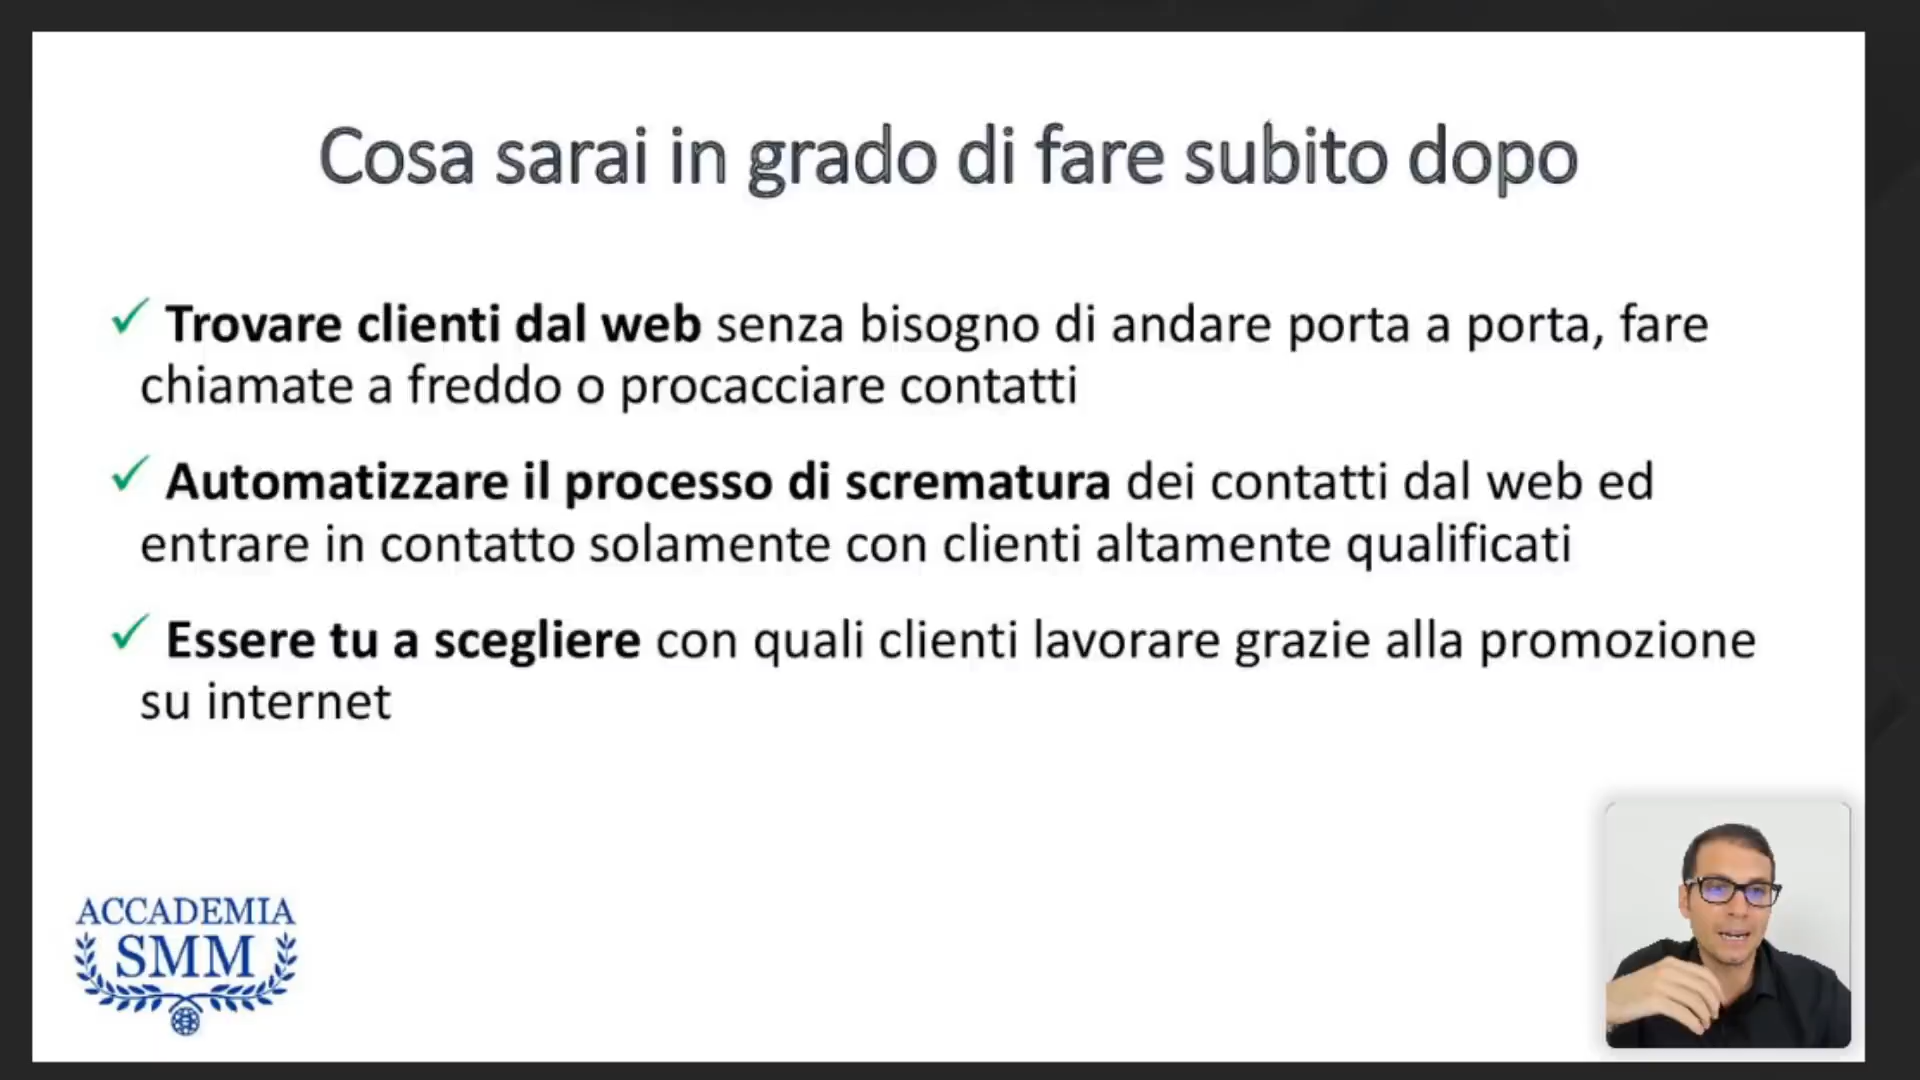 Cosa sarai in grado di fare subito dopo
✓ Trovare clienti dal web senza bisogno di andare porta a porta, fare
chiamate a freddo o procacciare contatti
✓ Automatizzare il processo di scrematura dei contatti dal web ed
entrare in contatto solamente con clienti altamente qualificati
✓ Essere tu a scegliere con quali clienti lavorare grazie alla promozione
su internet
ACCADEMIA
SMM